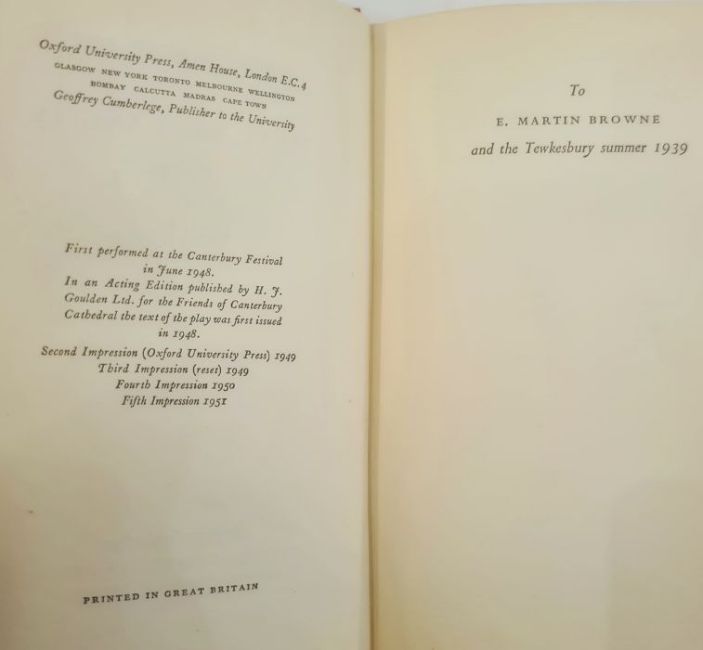 Oxford University Press, Amen House, London E.C.4
GLASGOW NEW YORK TORONTO MELBOURNE WELLINGTON
BOMBAY CALCUTTA MADRAS CAPE TOWN
Geoffrey Cumberlege, Publisher to the University
First performed at the Canterbury Festival
in June 1948.
In an Acting Edition published by H. J.
Goulden Ltd. for the Friends of Canterbury
Cathedral the text of the play was first issued
in 1948.
Second Impression (Oxford University Press) 1949
Third Impression (reset) 1949
Fourth Impression 1950
Fifth Impression 1951
PRINTED IN GREAT BRITAIN
To
E. MARTIN BROWNE
and the Tewkesbury summer 1939